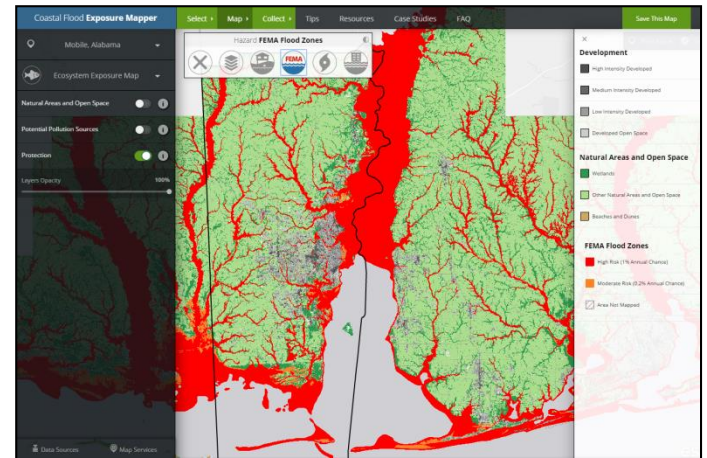 Coastal Flood Exposure Mapper
Select Map Collect Tips Resources Case Studies FAQ
Save This Map
Mobile, Alabama
Ecosystem Exposure Map
Natural Areas and Open Space
Potential Pollution Sources
Protection
Layers Opacity 100%
Data Sources Map Services
Hazard FEMA Flood Zones
FEMA
Development
High Intensity Developed
Medium Intensity Developed
Low Intensity Developed
Developed Open Space
Natural Areas and Open Space
Wetlands
Other Natural Areas and Open Space
Beaches and Dunes
FEMA Flood Zones
High Risk (1% Annual Chance)
Moderate Risk (0.2% Annual Chance)
Area Not Mapped